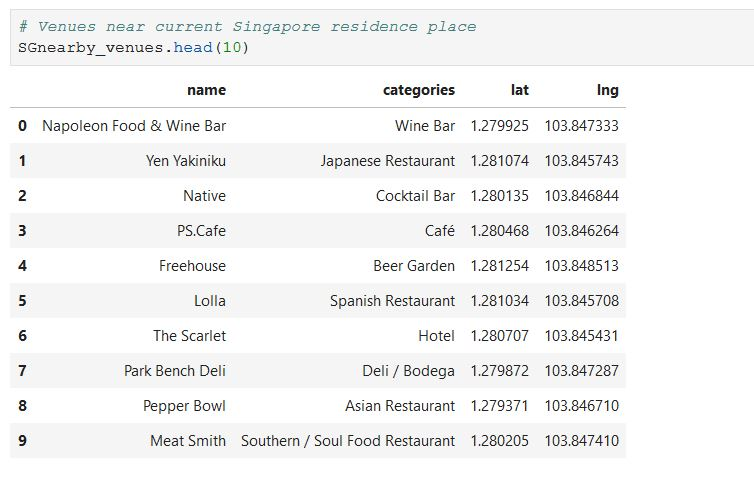 # Venues near current Singapore residence place
SGnearby_venues.head(10)
name categories lat lng
0 Napoleon Food & Wine Bar Wine Bar 1.279925 103.847333
1 Yen Yakiniku Japanese Restaurant 1.281074 103.845743
2 Native Cocktail Bar 1.280135 103.846844
3 PS.Cafe Café 1.280468 103.846264
4 Freehouse Beer Garden 1.281254 103.848513
5 Lolla Spanish Restaurant 1.281034 103.845708
6 The Scarlet Hotel 1.280707 103.845431
7 Park Bench Deli Deli / Bodega 1.279872 103.847287
8 Pepper Bowl Asian Restaurant 1.279371 103.846710
9 Meat Smith Southern / Soul Food Restaurant 1.280205 103.847410